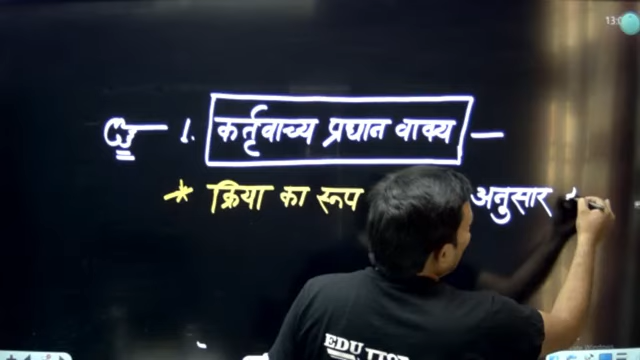 1. कर्तृवाच्य प्रधान वाक्य —
* क्रिया का रूप अनुसार
EDU